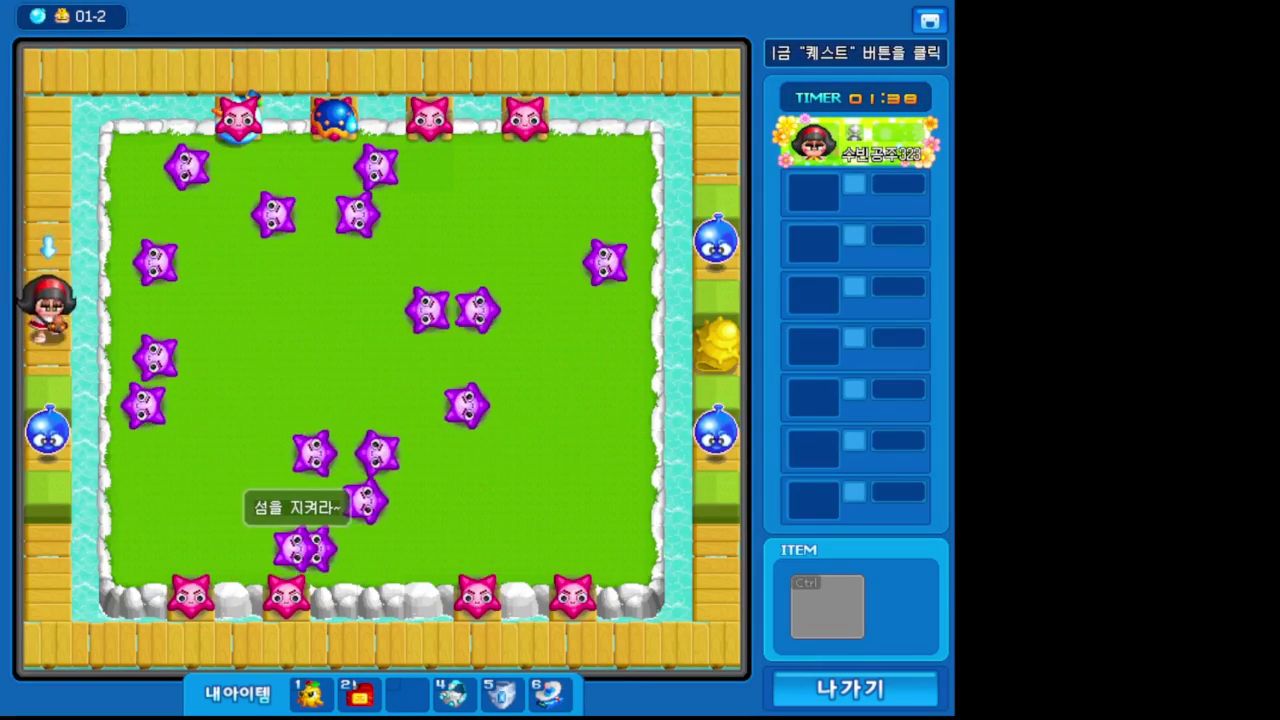 01-2
|금 "퀘스트" 버튼을 클릭
TIMER 01:38
수빈공주323
섬을 지켜라~
ITEM
Ctrl
내아이템
1
2
4
5
6
나가기